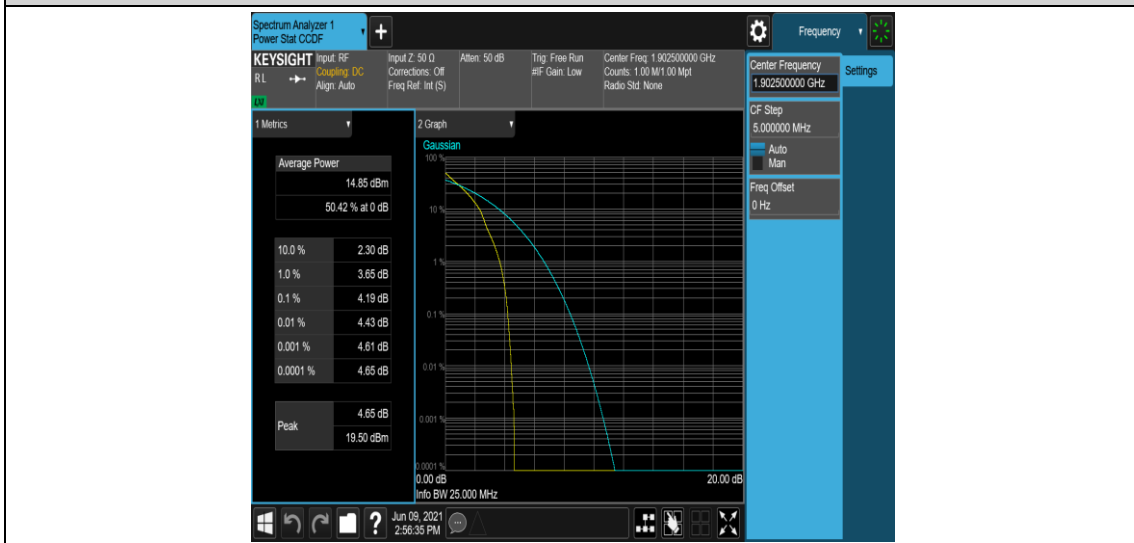 Spectrum Analyzer 1
Power Stat CCDF
Frequency
KEYSIGHT
RL
LXI
Input: RF
Coupling: DC
Align: Auto
Input Z: 50 Ω
Corrections: Off
Freq Ref: Int (S)
Atten: 50 dB
Trig: Free Run
#IF Gain: Low
Center Freq: 1.902500000 GHz
Counts: 1.00 M/1.00 Mpt
Radio Std: None
Center Frequency
1.902500000 GHz
Settings
CF Step
5.000000 MHz
Auto
Man
Freq Offset
0 Hz
1 Metrics
Average Power
14.85 dBm
50.42 % at 0 dB
10.0 % 2.30 dB
1.0 % 3.65 dB
0.1 % 4.19 dB
0.01 % 4.43 dB
0.001 % 4.61 dB
0.0001 % 4.65 dB
Peak
4.65 dB
19.50 dBm
2 Graph
Gaussian
100 %
10 %
1 %
0.1 %
0.01 %
0.001 %
0.0001 %
0.00 dB 20.00 dB
Info BW 25.000 MHz
?
Jun 09, 2021
2:56:35 PM